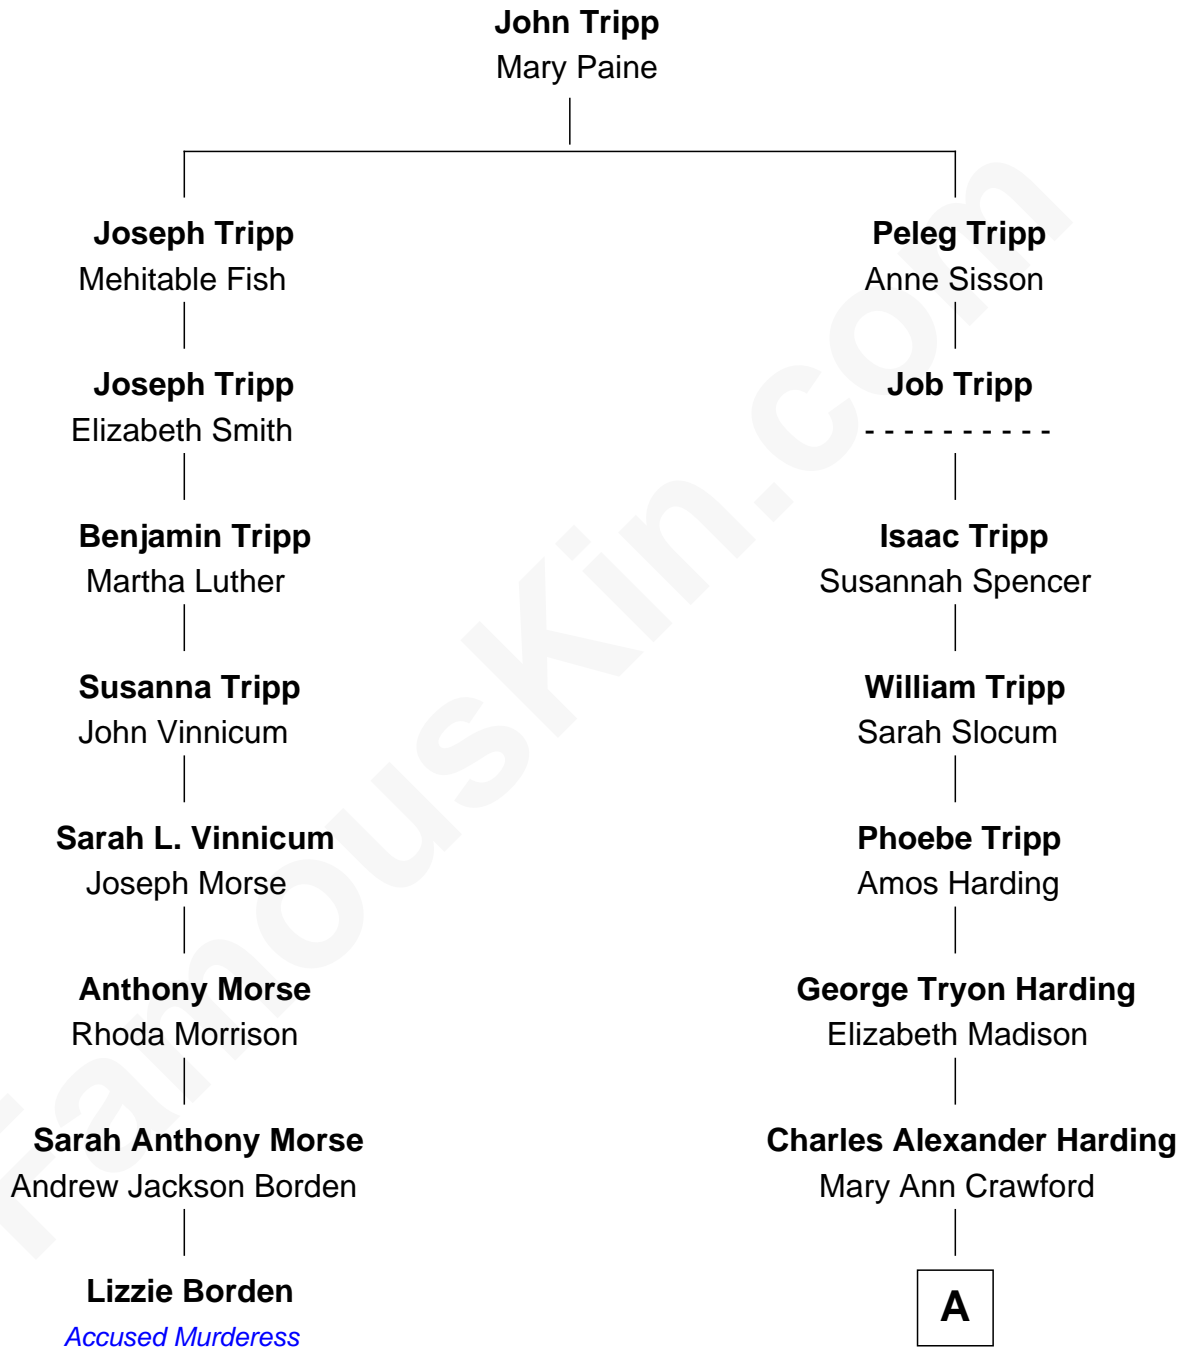 John Tripp
Mary Paine
Joseph Tripp
Mehitable Fish
Peleg Tripp
Anne Sisson
Joseph Tripp
Elizabeth Smith
Job Tripp
- - - - - - - - - -
Benjamin Tripp
Martha Luther
Isaac Tripp
Susannah Spencer
Susanna Tripp
John Vinnicum
William Tripp
Sarah Slocum
Sarah L. Vinnicum
Joseph Morse
Phoebe Tripp
Amos Harding
Anthony Morse
Rhoda Morrison
George Tryon Harding
Elizabeth Madison
Sarah Anthony Morse
Andrew Jackson Borden
Charles Alexander Harding
Mary Ann Crawford
Lizzie Borden
Accused Murderess
A
FamousKin.com